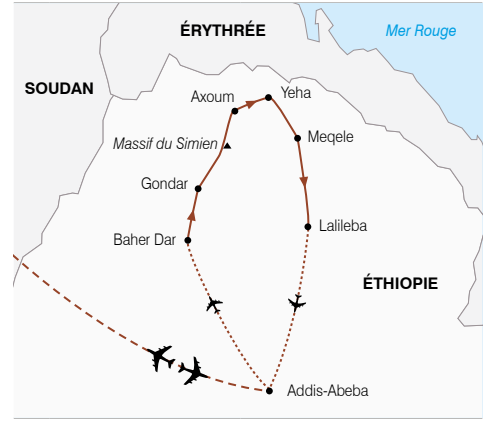 ÉRYTHRÉE
Mer Rouge
SOUDAN
Axoum
Yeha
Massif du Simien
Meqele
Gondar
Lalileba
Baher Dar
ÉTHIOPIE
Addis-Abeba